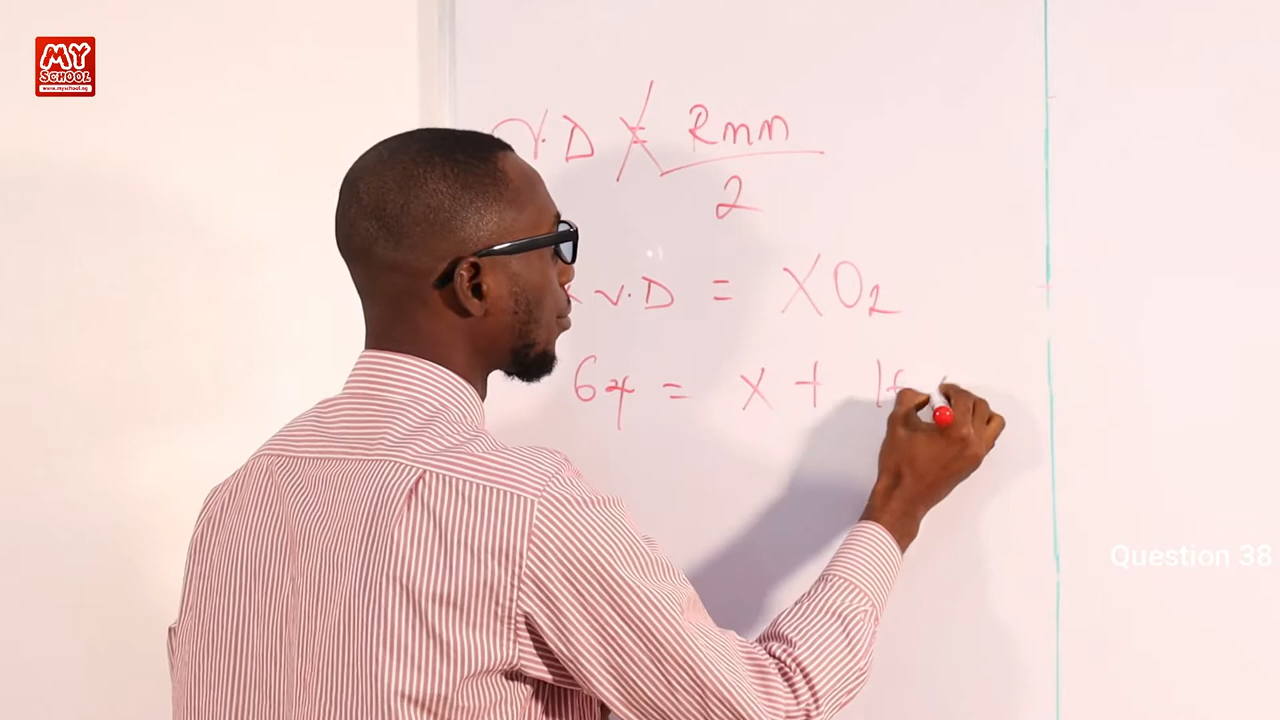 MY
SCHOOL
www.myschool.ng
V.D = Rmm
2
x V.D = XO₂
64 = X + 16
Question 38